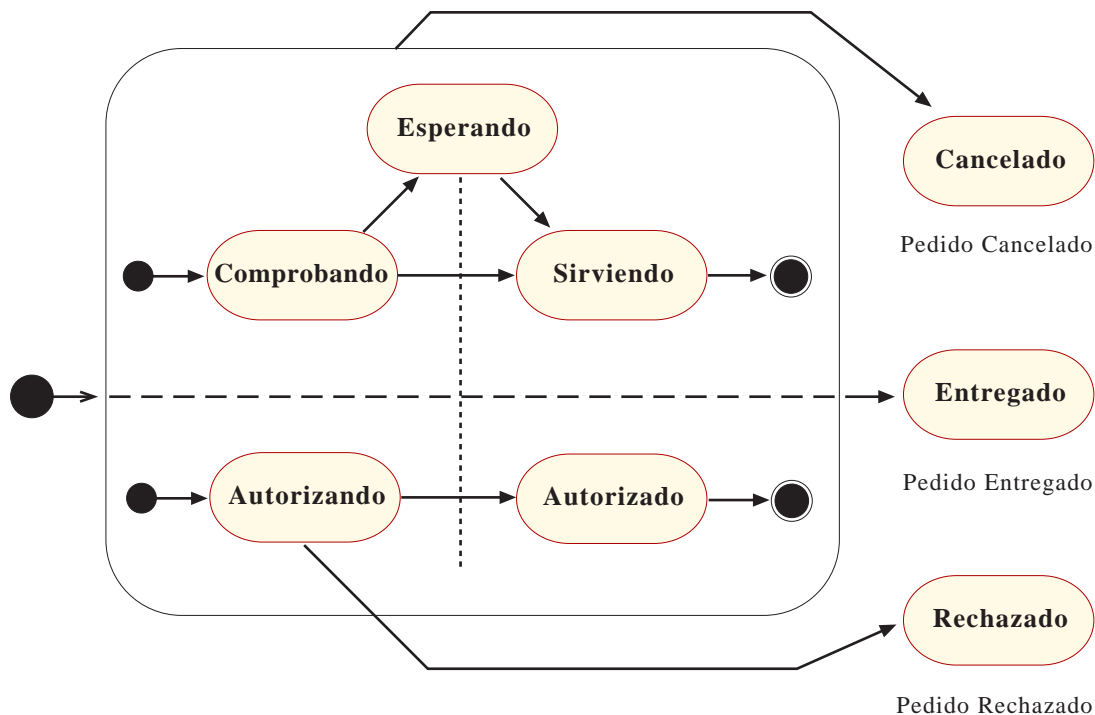 Esperando
Cancelado
Pedido Cancelado
Comprobando
Sirviendo
Entregado
Pedido Entregado
Autorizando
Autorizado
Rechazado
Pedido Rechazado